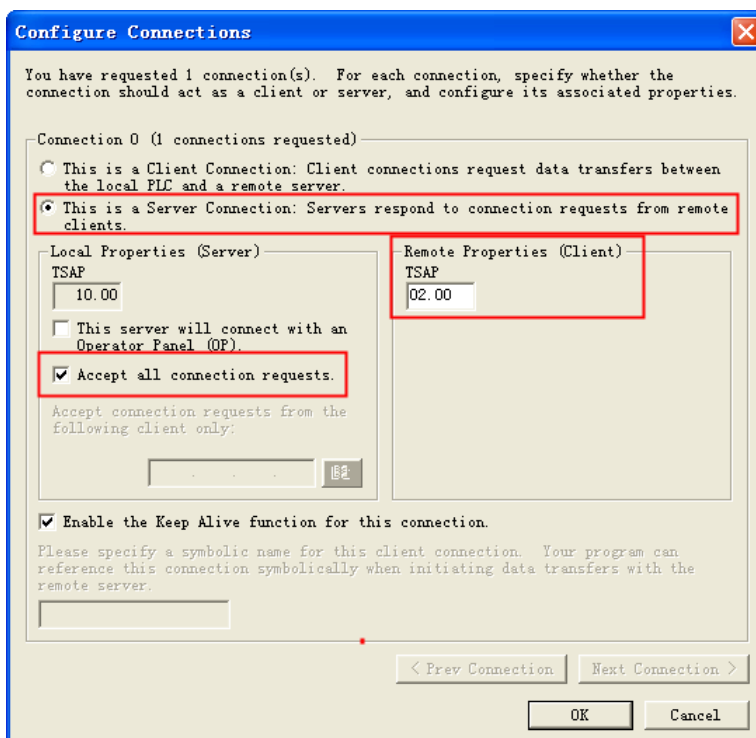 Configure Connections
You have requested 1 connection(s). For each connection, specify whether the
connection should act as a client or server, and configure its associated properties.
Connection 0 (1 connections requested)
This is a Client Connection: Client connections request data transfers between
the local PLC and a remote server.
This is a Server Connection: Servers respond to connection requests from remote
clients.
Local Properties (Server)
TSAP
10.00
This server will connect with an
Operator Panel (OP).
Accept all connection requests.
Accept connection requests from the
following client only:
Remote Properties (Client)
TSAP
02.00
Enable the Keep Alive function for this connection.
Please specify a symbolic name for this client connection. Your program can
reference this connection symbolically when initiating data transfers with the
remote server.
< Prev Connection
Next Connection >
OK
Cancel